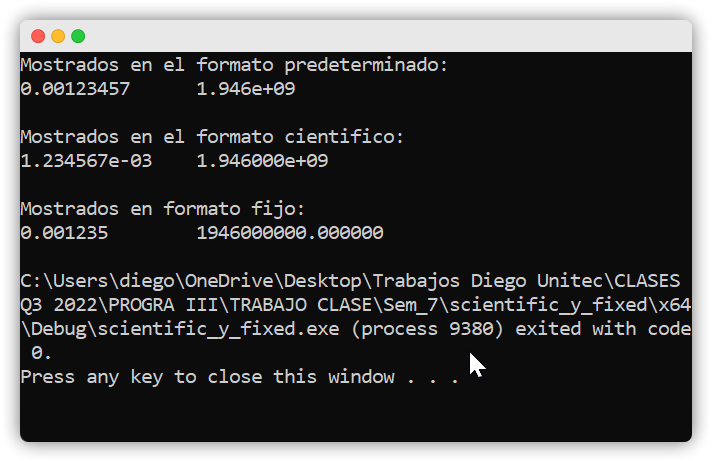 Mostrados en el formato predeterminado:
0.00123457      1.946e+09

Mostrados en el formato cientifico:
1.234567e-03    1.946000e+09

Mostrados en formato fijo:
0.001235        1946000000.000000

C:\Users\diego\OneDrive\Desktop\Trabajos Diego Unitec\CLASES
Q3 2022\PROGRA III\TRABAJO CLASE\Sem_7\scientific_y_fixed\x64
\Debug\scientific_y_fixed.exe (process 9380) exited with code
 0.
Press any key to close this window . . .